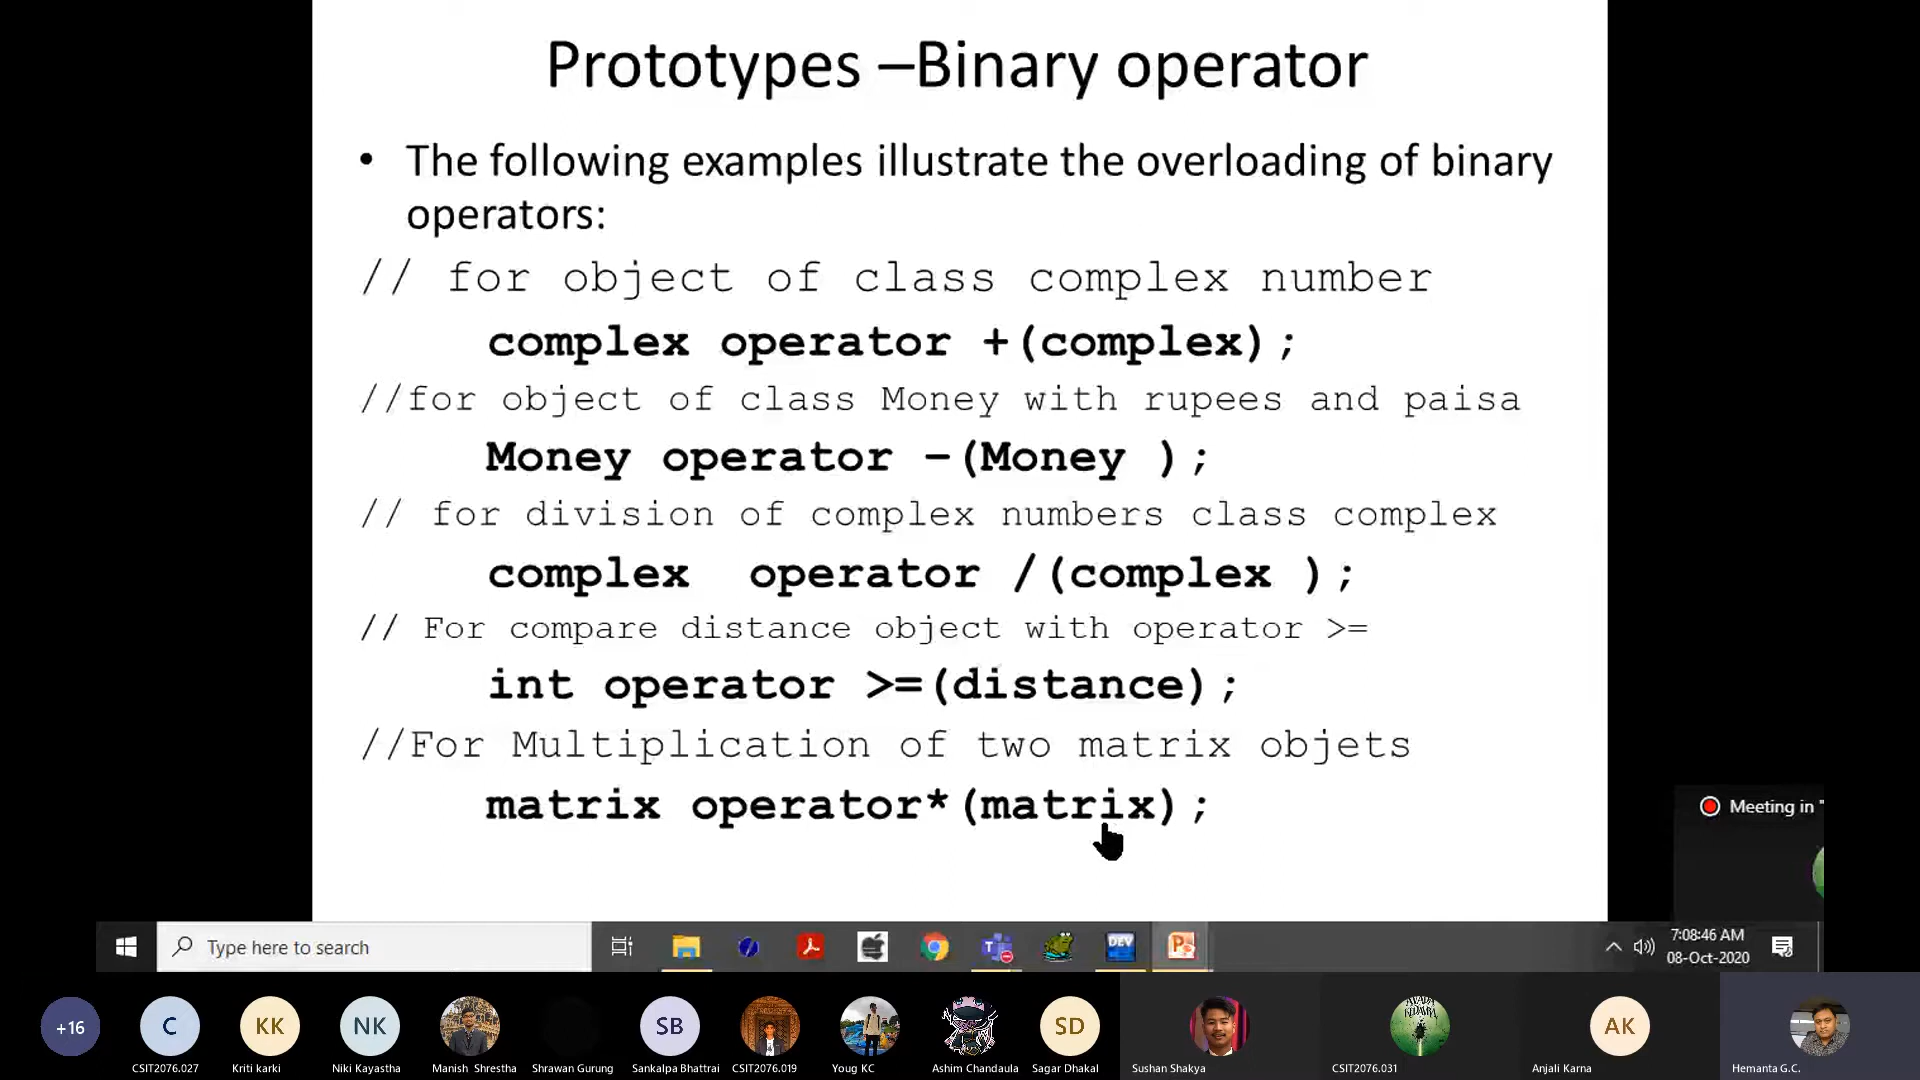 Prototypes –Binary operator
• The following examples illustrate the overloading of binary
operators:
// for object of class complex number
complex operator +(complex);
//for object of class Money with rupees and paisa
Money operator -(Money );
// for division of complex numbers class complex
complex  operator /(complex );
// For compare distance object with operator >=
int operator >=(distance);
//For Multiplication of two matrix objets
matrix operator*(matrix);
Meeting in "
Type here to search
DEV
7:08:46 AM
08-Oct-2020
+16
C
KK
NK
SB
SD
AVADA
KEDAVRA
AK
CSIT2076.027
Kriti karki
Niki Kayastha
Manish Shrestha
Shrawan Gurung
Sankalpa Bhattrai
CSIT2076.019
Youg KC
Ashim Chandaula
Sagar Dhakal
Sushan Shakya
CSIT2076.031
Anjali Karna
Hemanta G.C.